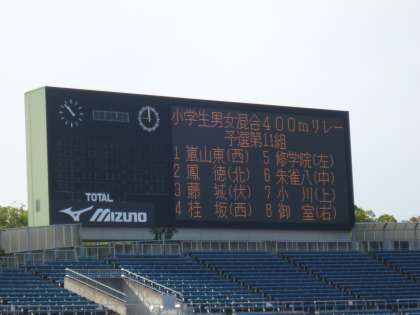 小学生男女混合400mリレー
予選第11組
1 嵐山東(西) 5 修学院(左)
2 鳳 徳(北) 6 朱雀八(中)
3 藤 城(伏) 7 小 川(上)
4 桂 坂(西) 8 御 室(右)
TOTAL
MIZUNO